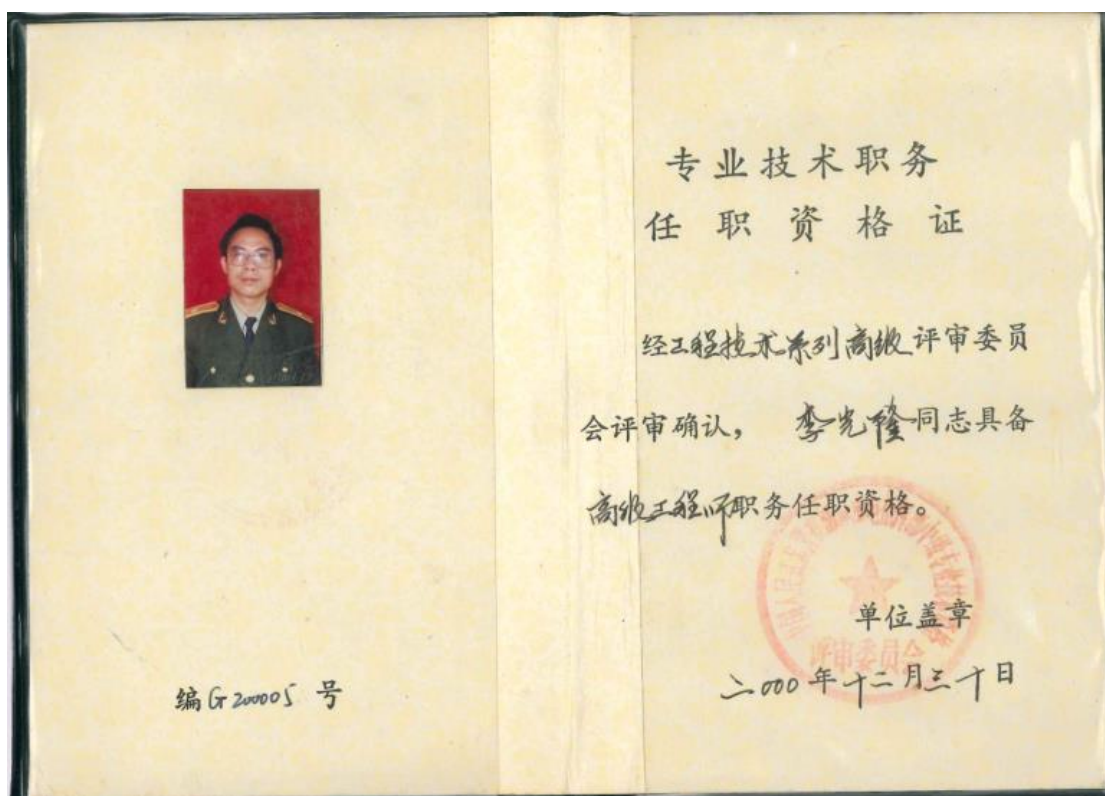 编G200005号
专业技术职务
任职资格证
经工程技术系列高级评审委员
会评审确认，李光隆同志具备
高级工程师职务任职资格。
单位盖章
评审委员会
二000年十二月三十日